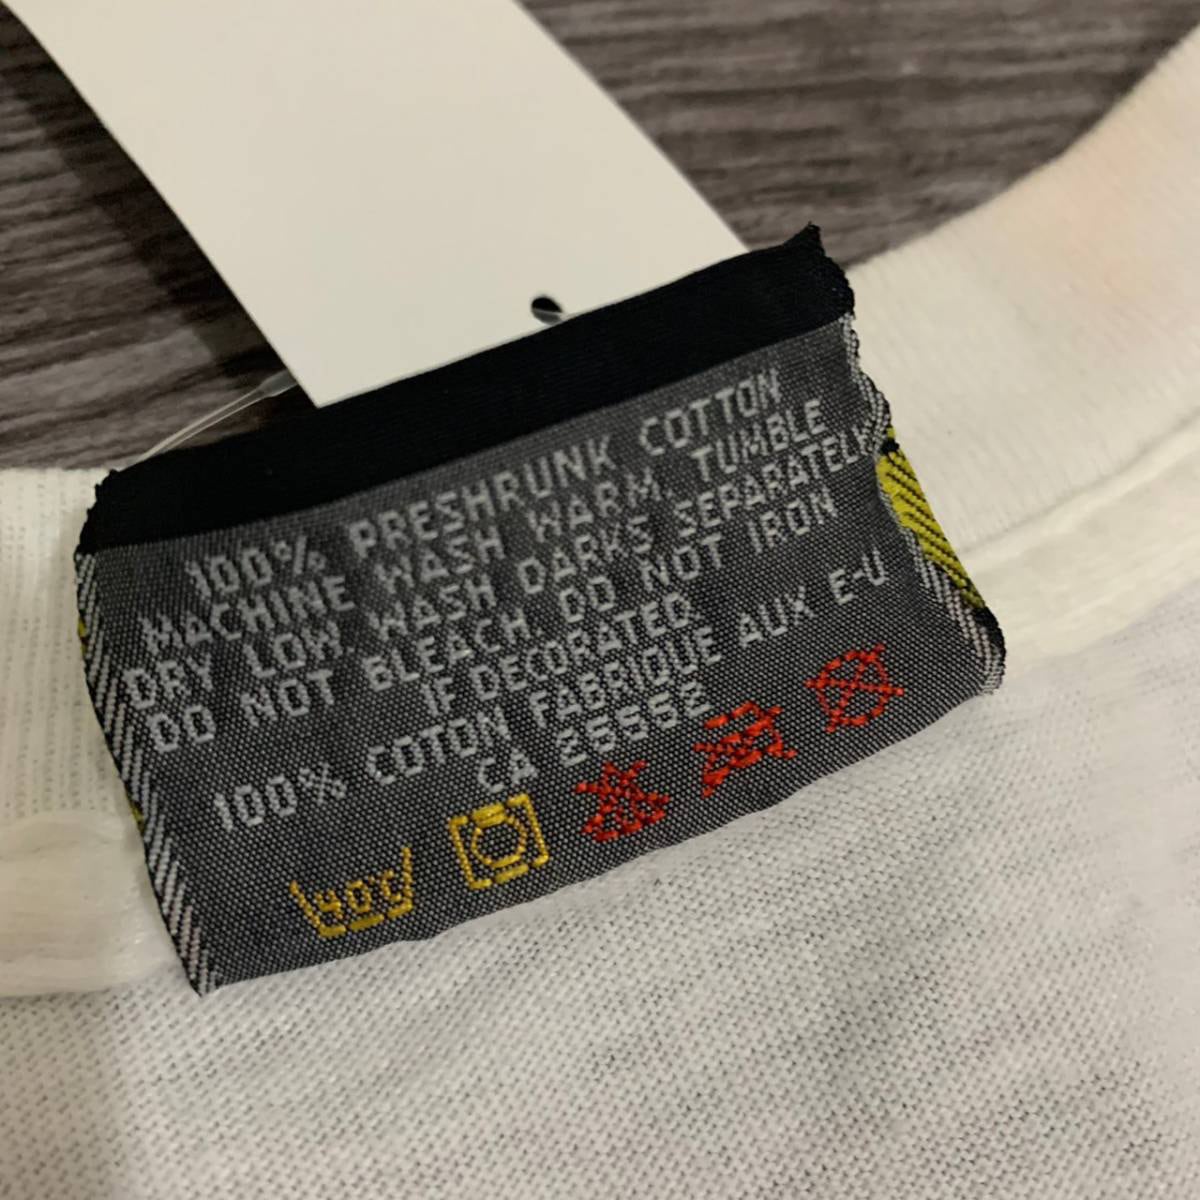 100% PRESHRUNK COTTON
MACHINE WASH WARM. TUMBLE
DRY LOW. WASH DARKS SEPARATELY
DO NOT BLEACH. DO NOT IRON
IF DECORATED.
100% COTON FABRIQUE AUX E-U
CA 26552
40°C